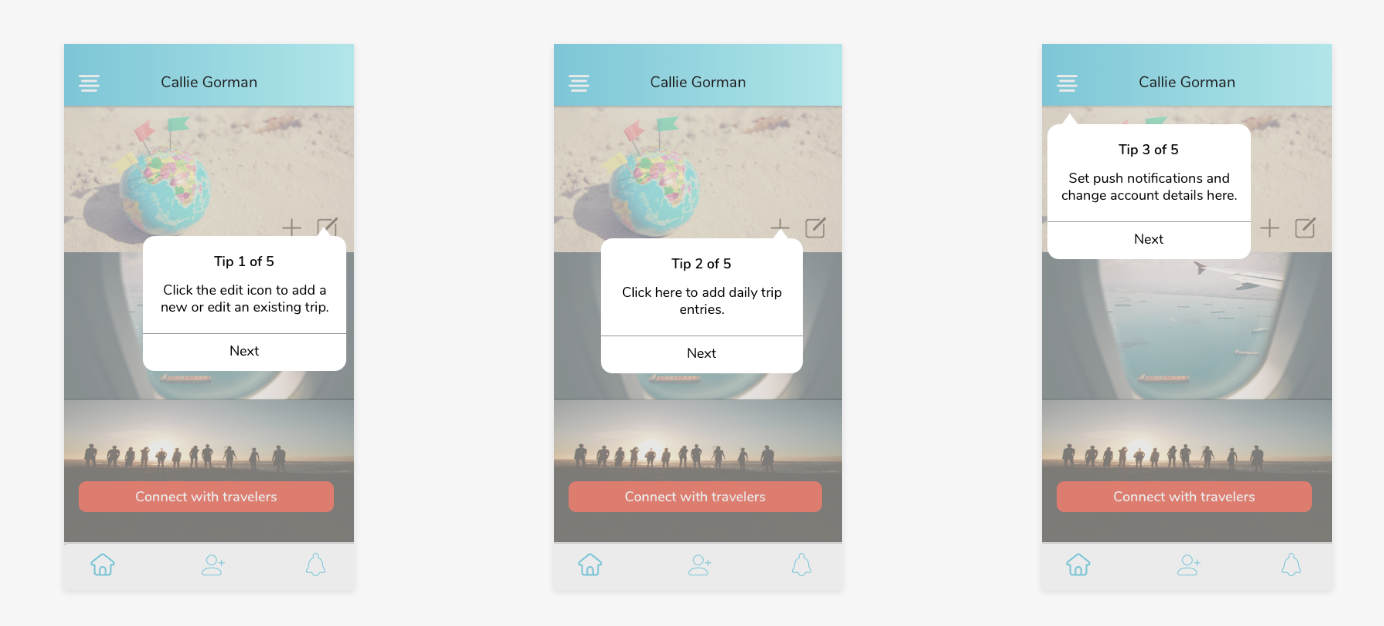 Callie Gorman
Tip 1 of 5
Click the edit icon to add a
new or edit an existing trip.
Next
Connect with travelers
Callie Gorman
Tip 2 of 5
Click here to add daily trip
entries.
Next
Connect with travelers
Callie Gorman
Tip 3 of 5
Set push notifications and
change account details here.
Next
Connect with travelers